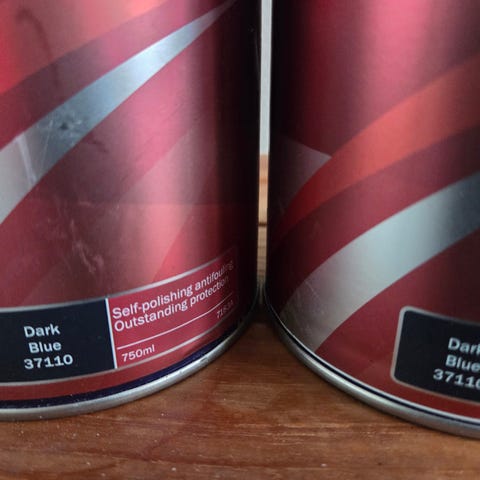 Dark
Blue
37110
Self-polishing antifouling
Outstanding protection
750ml
Dark
Blue
37110